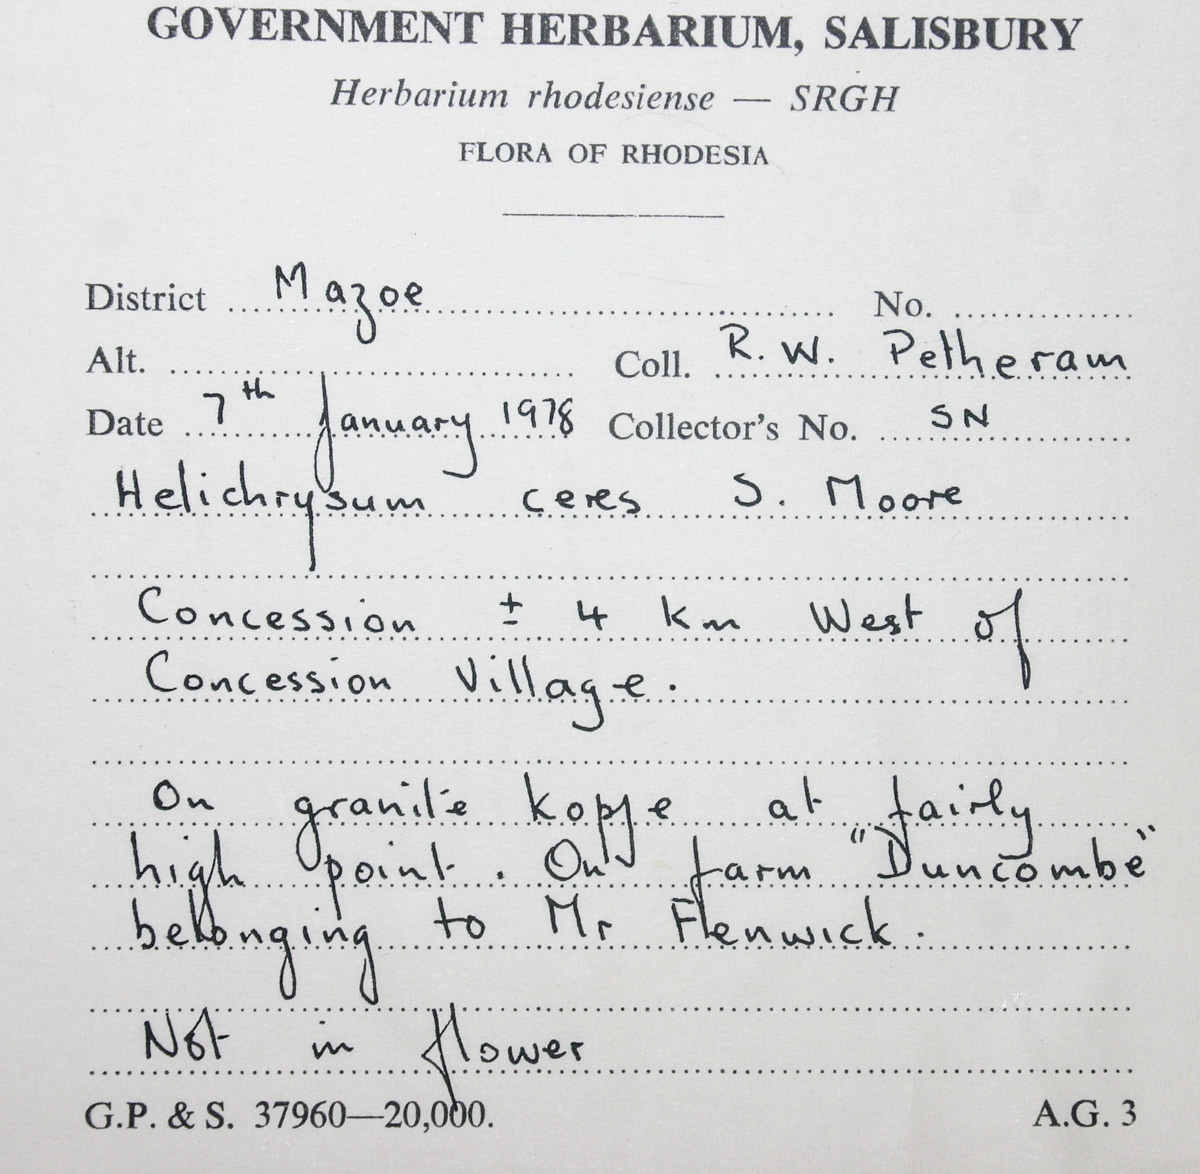 GOVERNMENT HERBARIUM, SALISBURY
Herbarium rhodesiense — SRGH
FLORA OF RHODESIA
District Mazoe No.
Alt. Coll. R. W. Petheram
Date 7th January 1978 Collector's No. SN
Helichrysum ceres S. Moore
Concession ± 4 km West of
Concession Village.
On granite kopje at fairly
high point. On farm "Duncombe"
belonging to Mr Flenwick.
Not in flower
G.P. & S. 37960—20,000. A.G. 3